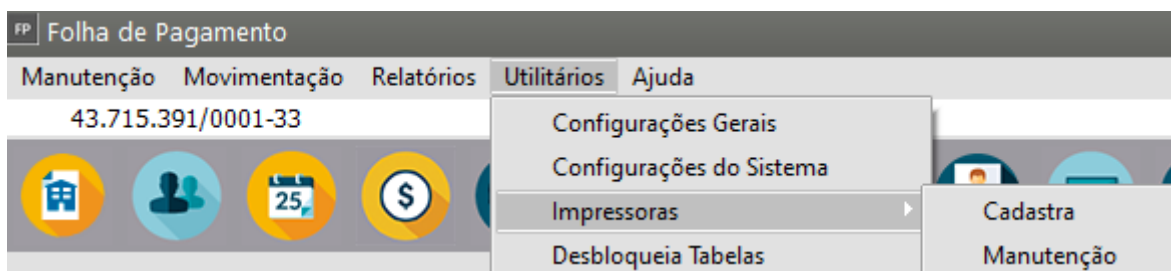 FP Folha de Pagamento
Manutenção Movimentação Relatórios Utilitários Ajuda
43.715.391/0001-33
Configurações Gerais
Configurações do Sistema
25
$
Impressoras
Cadastra
Desbloqueia Tabelas
Manutenção